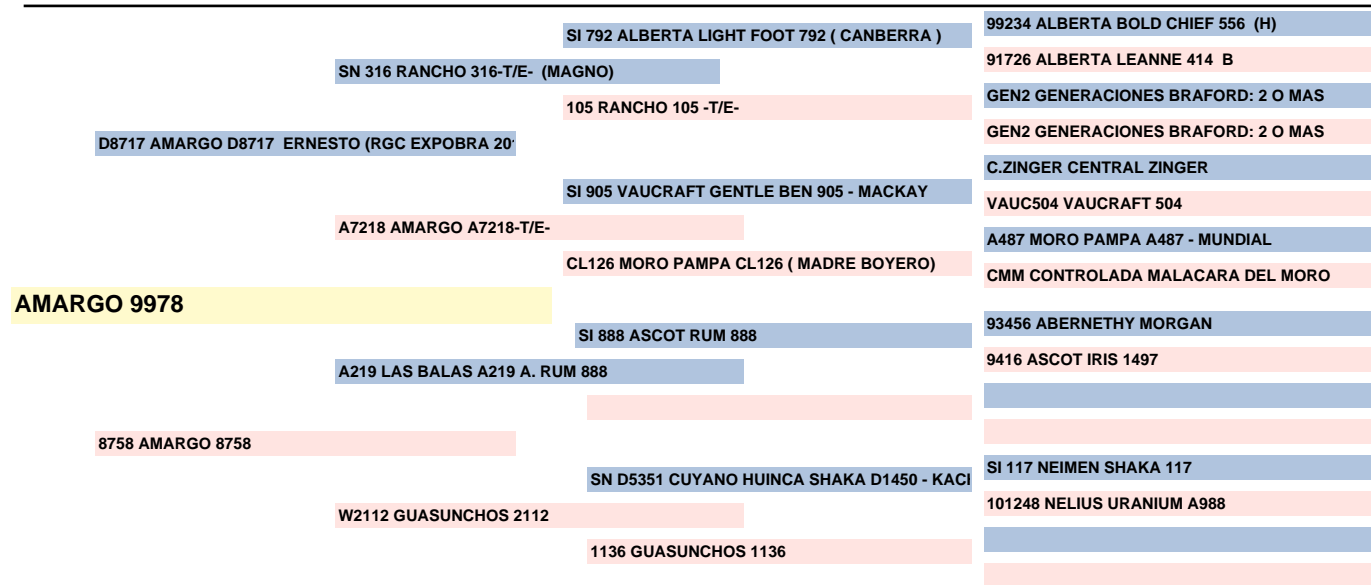 99234 ALBERTA BOLD CHIEF 556 (H)
SI 792 ALBERTA LIGHT FOOT 792 ( CANBERRA )
91726 ALBERTA LEANNE 414 B
SN 316 RANCHO 316-T/E- (MAGNO)
GEN2 GENERACIONES BRAFORD: 2 O MAS
105 RANCHO 105 -T/E-
GEN2 GENERACIONES BRAFORD: 2 O MAS
D8717 AMARGO D8717 ERNESTO (RGC EXPOBRA 20
C.ZINGER CENTRAL ZINGER
SI 905 VAUCRAFT GENTLE BEN 905 - MACKAY
VAUC504 VAUCRAFT 504
A7218 AMARGO A7218-T/E-
A487 MORO PAMPA A487 - MUNDIAL
CL126 MORO PAMPA CL126 ( MADRE BOYERO)
CMM CONTROLADA MALACARA DEL MORO
AMARGO 9978
93456 ABERNETHY MORGAN
SI 888 ASCOT RUM 888
9416 ASCOT IRIS 1497
A219 LAS BALAS A219 A. RUM 888
8758 AMARGO 8758
SI 117 NEIMEN SHAKA 117
SN D5351 CUYANO HUINCA SHAKA D1450 - KACI
101248 NELIUS URANIUM A988
W2112 GUASUNCHOS 2112
1136 GUASUNCHOS 1136